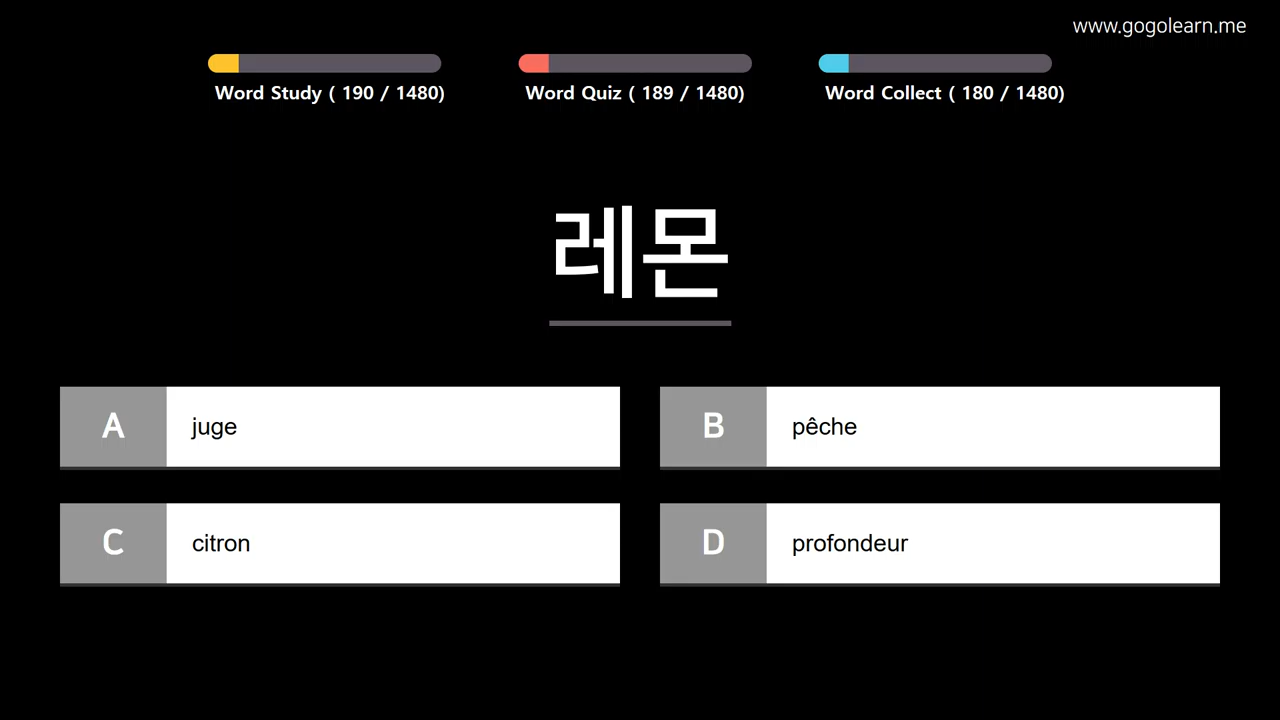 www.gogolearn.me
Word Study ( 190 / 1480)
Word Quiz ( 189 / 1480)
Word Collect ( 180 / 1480)
레몬
A juge
B pêche
C citron
D profondeur